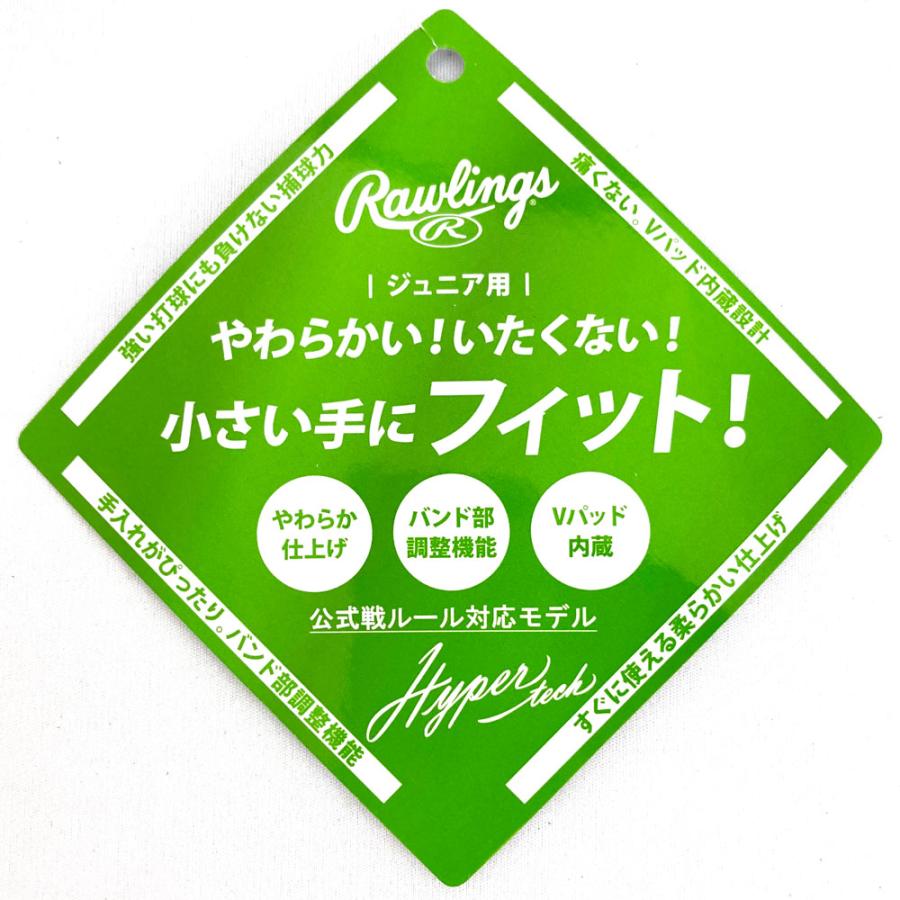 強い打球にも負けない捕球力
痛くない。Vパッド内蔵設計
Rawlings
R
®
| ジュニア用 |
やわらかい！いたくない！
小さい手にフィット！
やわらか
仕上げ
バンド部
調整機能
Vパッド
内蔵
公式戦ルール対応モデル
Hyper tech
手入れがぴったり。バンド部調整機能
すぐに使える柔らかい仕上げ